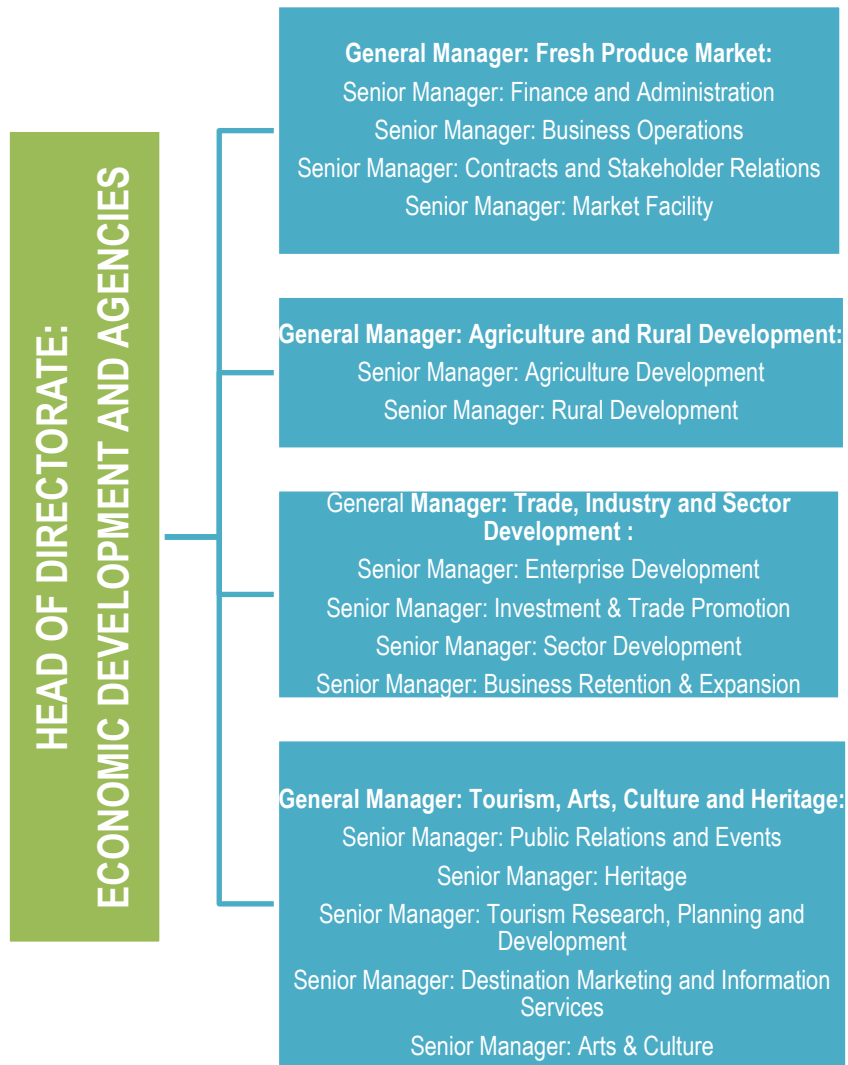 HEAD OF DIRECTORATE:
ECONOMIC DEVELOPMENT AND AGENCIES
General Manager: Fresh Produce Market:
Senior Manager: Finance and Administration
Senior Manager: Business Operations
Senior Manager: Contracts and Stakeholder Relations
Senior Manager: Market Facility
General Manager: Agriculture and Rural Development:
Senior Manager: Agriculture Development
Senior Manager: Rural Development
General Manager: Trade, Industry and Sector
Development :
Senior Manager: Enterprise Development
Senior Manager: Investment & Trade Promotion
Senior Manager: Sector Development
Senior Manager: Business Retention & Expansion
General Manager: Tourism, Arts, Culture and Heritage:
Senior Manager: Public Relations and Events
Senior Manager: Heritage
Senior Manager: Tourism Research, Planning and
Development
Senior Manager: Destination Marketing and Information
Services
Senior Manager: Arts & Culture